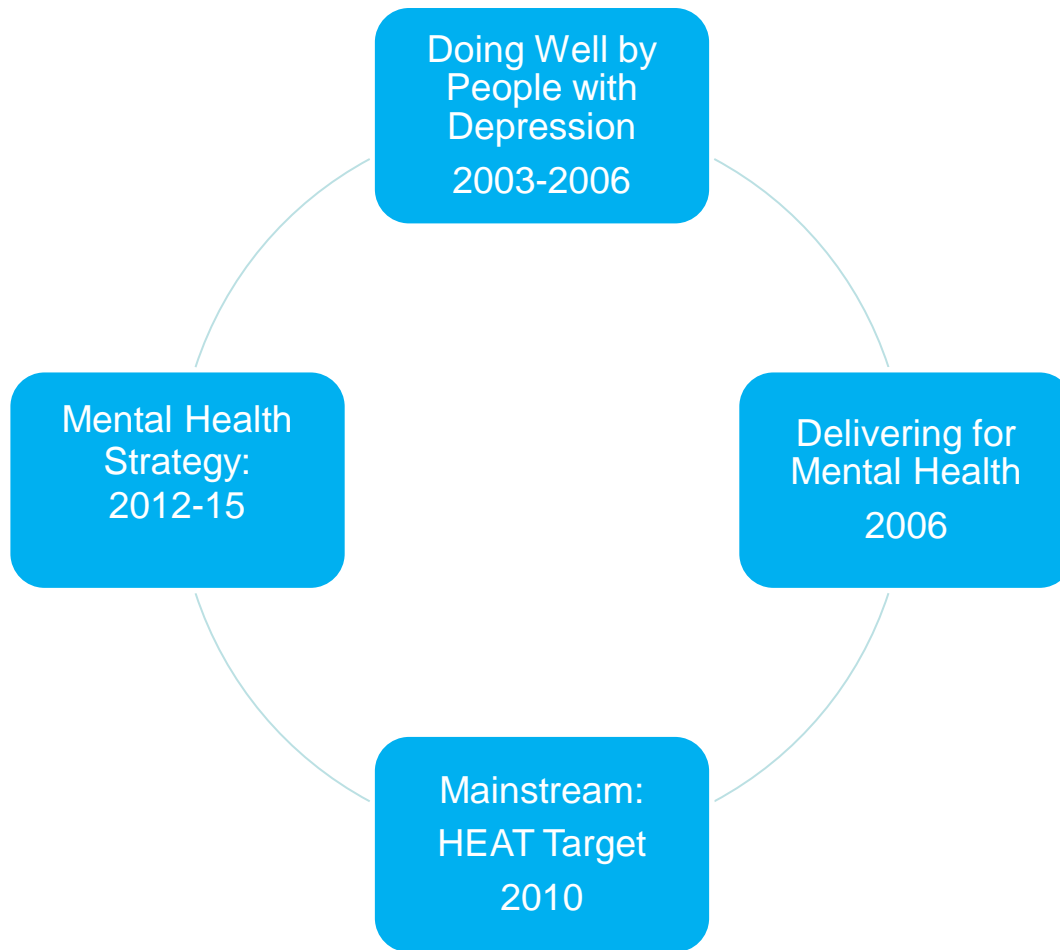 Doing Well by
People with
Depression
2003-2006
Delivering for
Mental Health
2006
Mainstream:
HEAT Target
2010
Mental Health
Strategy:
2012-15